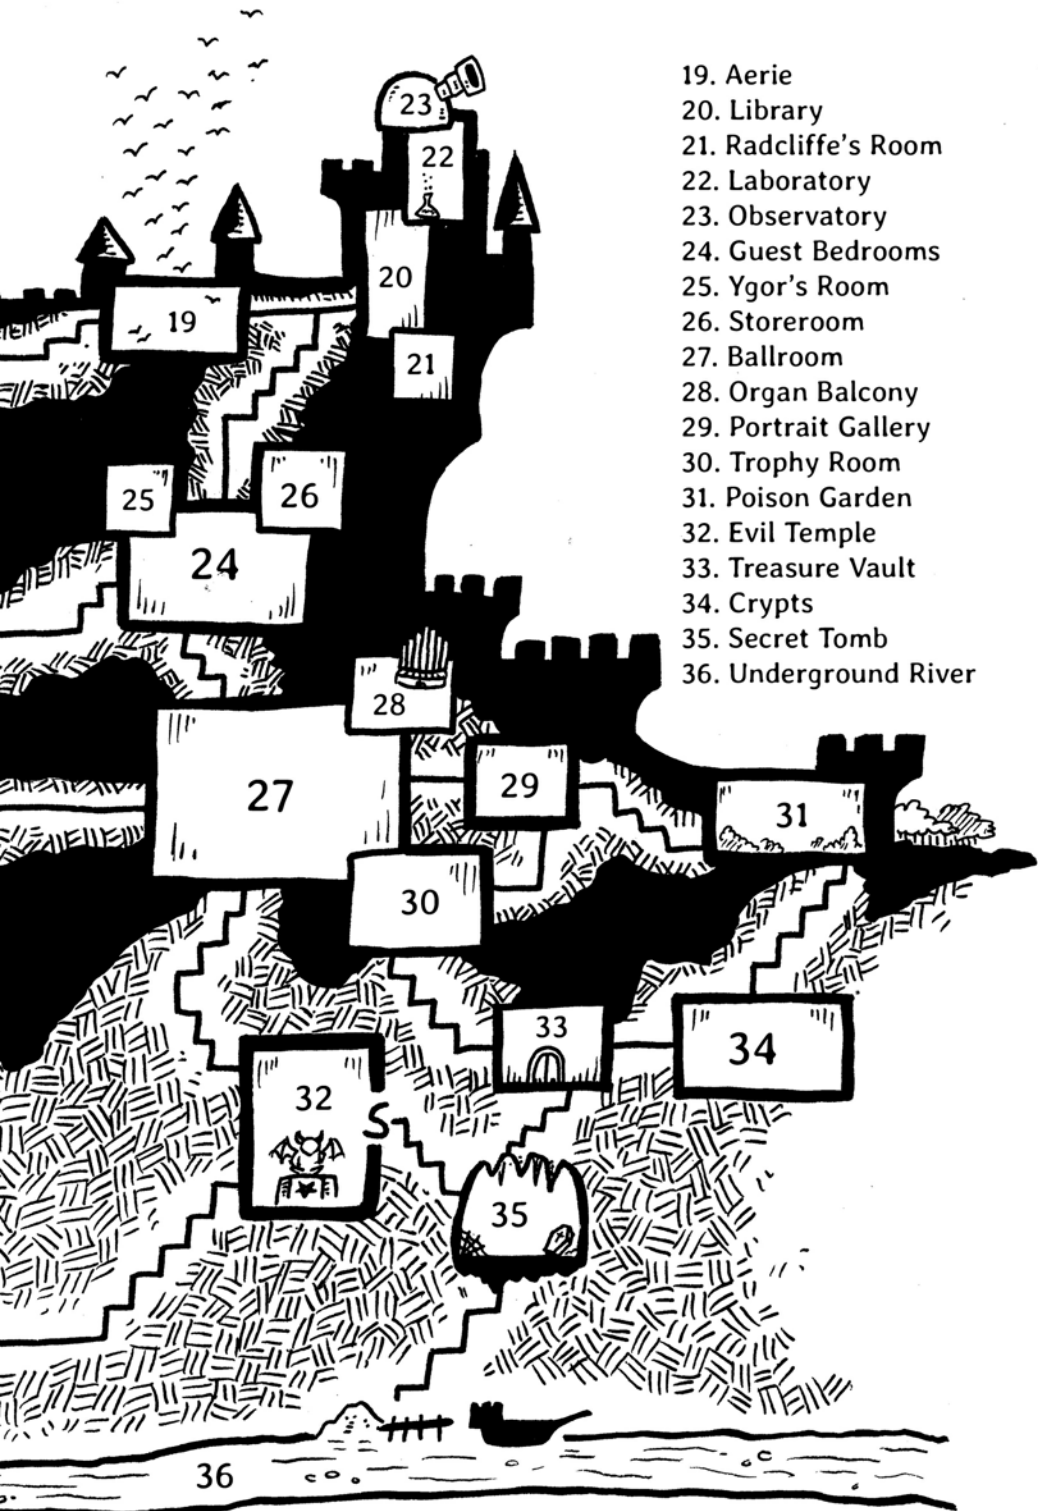 19. Aerie
20. Library
21. Radcliffe's Room
22. Laboratory
23. Observatory
24. Guest Bedrooms
25. Ygor's Room
26. Storeroom
27. Ballroom
28. Organ Balcony
29. Portrait Gallery
30. Trophy Room
31. Poison Garden
32. Evil Temple
33. Treasure Vault
34. Crypts
35. Secret Tomb
36. Underground River
23
22
20
19
21
25
26
24
28
27
29
31
30
33
34
32
S
35
36